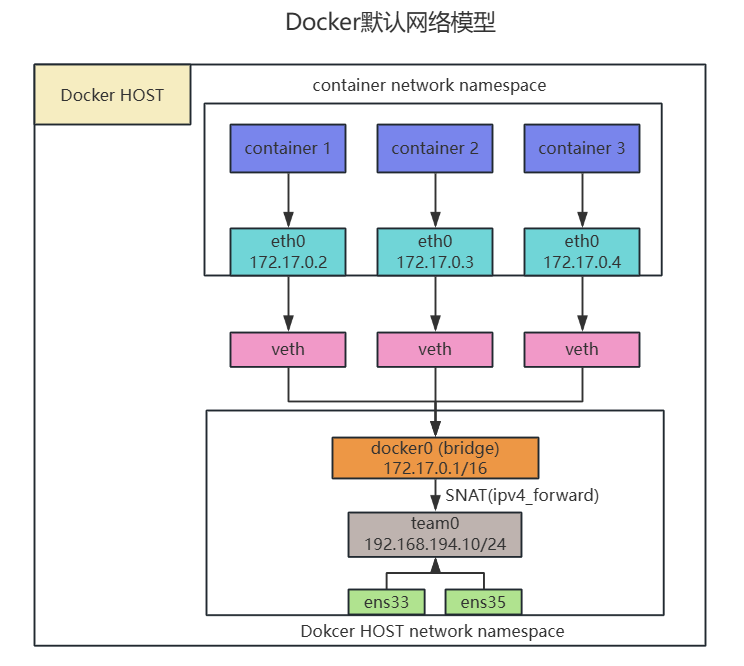 Docker默认网络模型
Docker HOST
container network namespace
container 1
container 2
container 3
eth0
172.17.0.2
eth0
172.17.0.3
eth0
172.17.0.4
veth
veth
veth
docker0 (bridge)
172.17.0.1/16
SNAT(ipv4_forward)
team0
192.168.194.10/24
ens33
ens35
Dokcer HOST network namespace